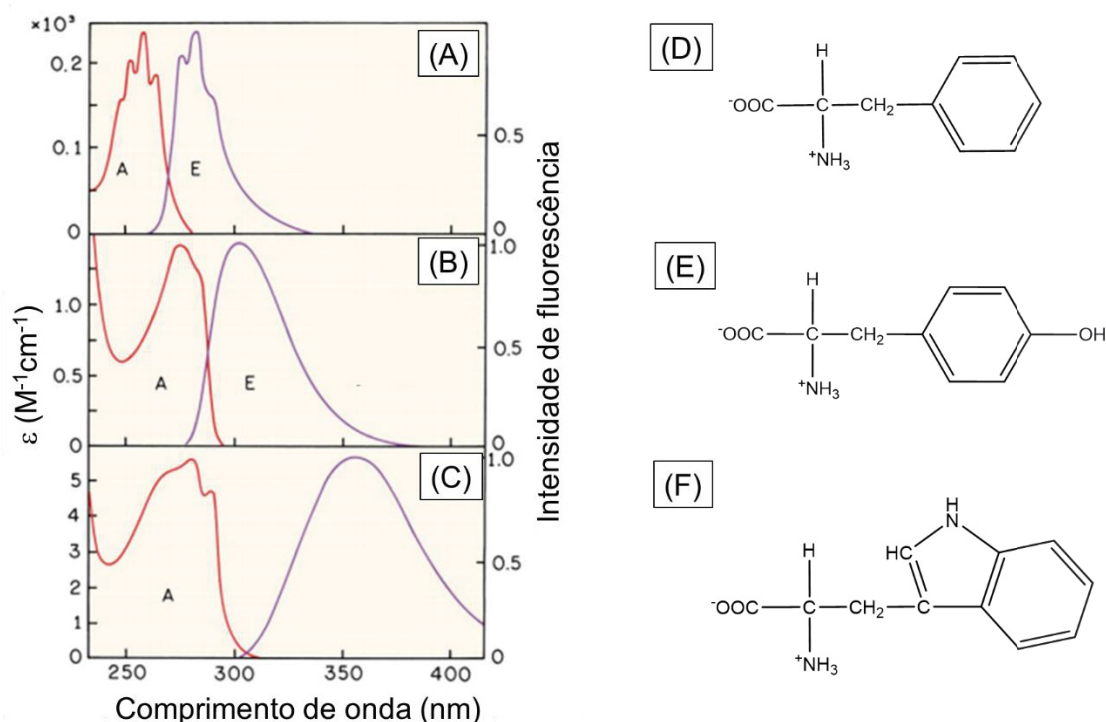 ×10³
(A)
0.2
0.1
0
A
E
0.5
0
(B)
1.0
0.5
0
A
E
1.0
0.5
0
(C)
5
4
3
2
1
0
A
1.0
0.5
0
250
300
350
400
ε (M⁻¹cm⁻¹)
Intensidade de fluorescência
Comprimento de onda (nm)
(D)
H
⁻OOC
C
CH₂
⁺NH₃
(E)
H
⁻OOC
C
CH₂
OH
⁺NH₃
(F)
H
N
H
HC
⁻OOC
C
CH₂
C
⁺NH₃